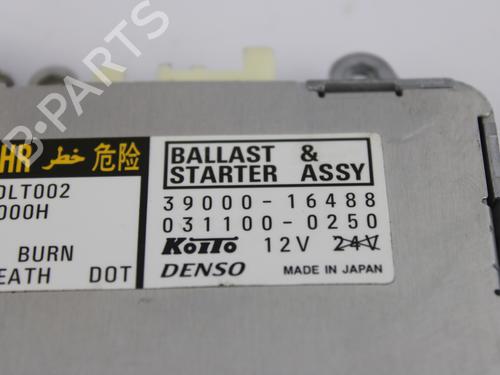 B-PARTS
HR خطر 危险
DLT002
000H
BURN
EATH DOT
BALLAST &
STARTER ASSY
39000-16488
031100-0250
KOITO 12V 24V
DENSO MADE IN JAPAN